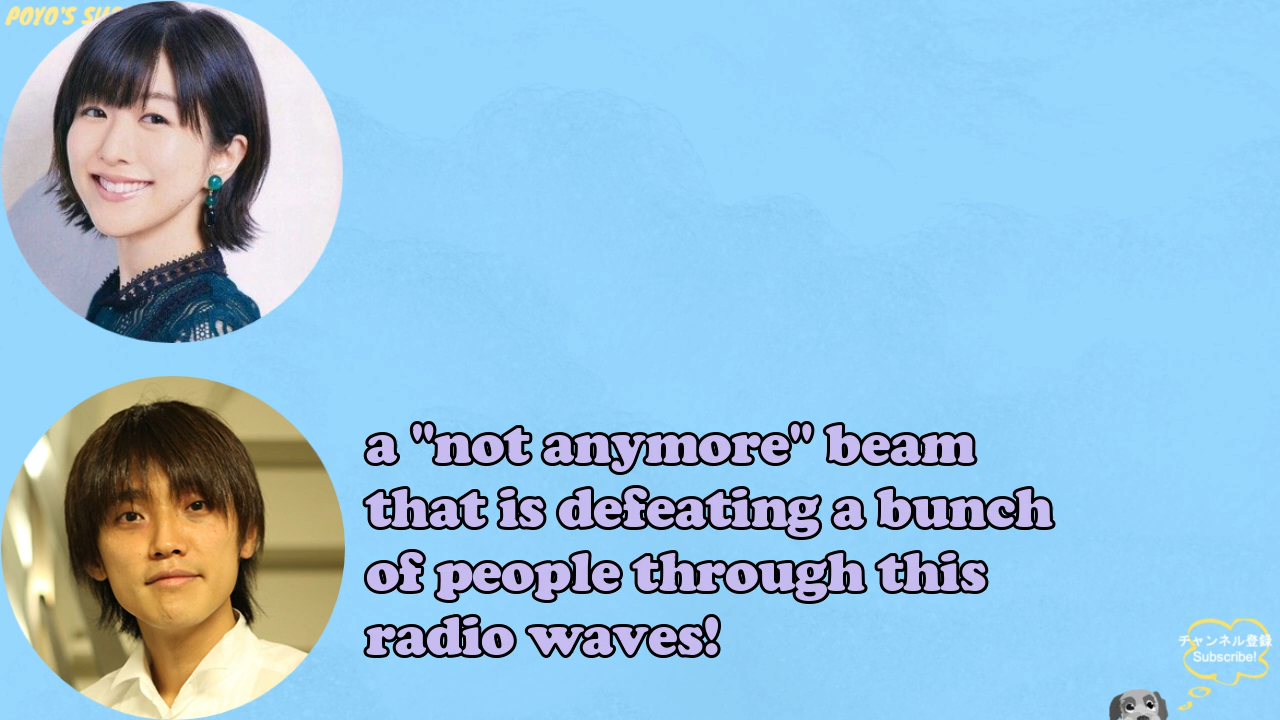 POYO'S
a "not anymore" beam
that is defeating a bunch
of people through this
radio waves!
チャンネル登録
Subscribe!